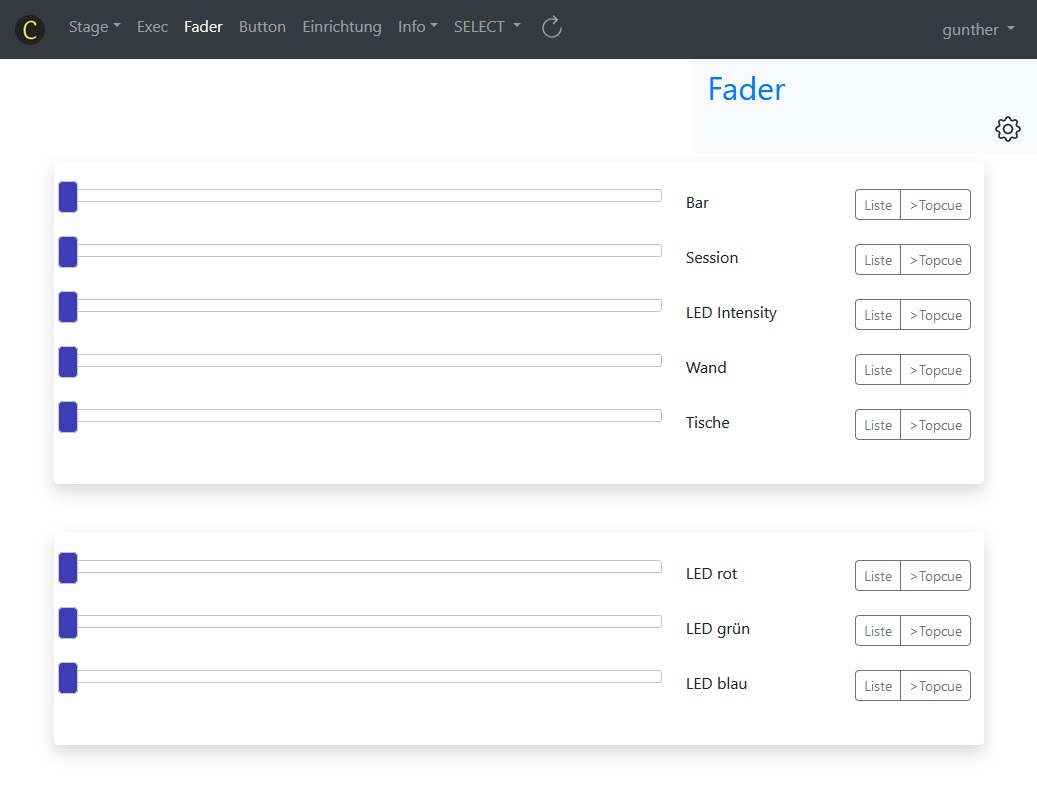 C Stage Exec Fader Button Einrichtung Info SELECT gunther
Fader
Bar Liste >Topcue
Session Liste >Topcue
LED Intensity Liste >Topcue
Wand Liste >Topcue
Tische Liste >Topcue
LED rot Liste >Topcue
LED grün Liste >Topcue
LED blau Liste >Topcue